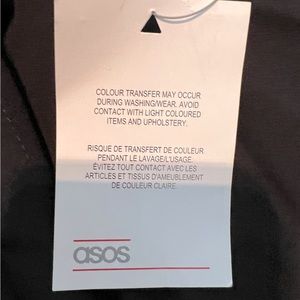 COLOUR TRANSFER MAY OCCUR
DURING WASHING/WEAR. AVOID
CONTACT WITH LIGHT COLOURED
ITEMS AND UPHOLSTERY.
RISQUE DE TRANSFERT DE COULEUR
PENDANT LE LAVAGE/L'USAGE.
ÉVITEZ TOUT CONTACT AVEC LES
ARTICLES ET TISSUS D'AMEUBLEMENT
DE COULEUR CLAIRE.
asos